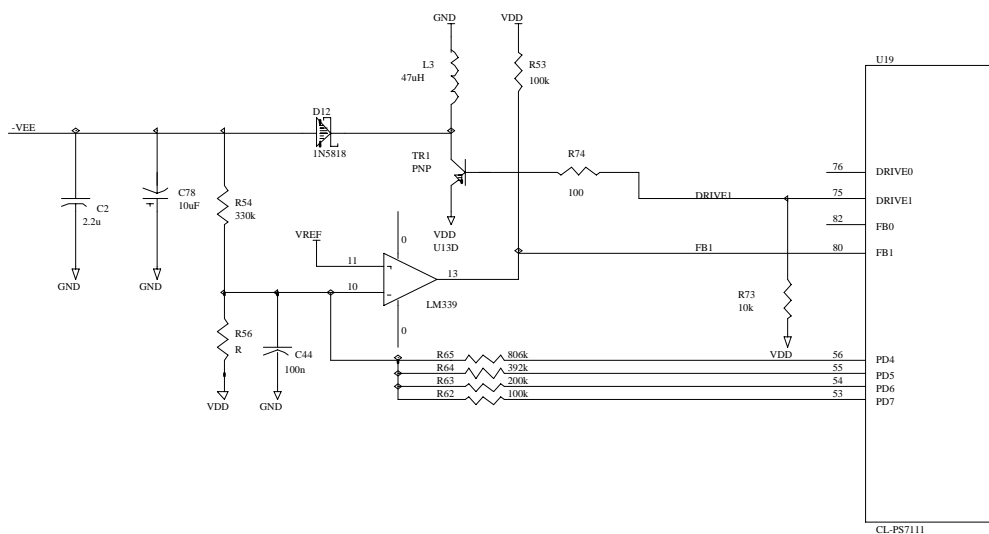 GND
VDD
L3
47uH
R53
100k
U19
D12
-VEE
1N5818
TR1
PNP
R74
100
76
DRIVE0
DRIVE1
75
DRIVE1
C2
2.2u
C78
10uF
R54
330k
VDD
U13D
82
FB0
VREF
0
FB1
80
FB1
11
13
10
LM339
GND
GND
R73
10k
0
R56
R
C44
100n
VDD
R65
806k
56
PD4
R64
392k
55
PD5
R63
200k
54
PD6
R62
100k
53
PD7
VDD
GND
CL-PS7111